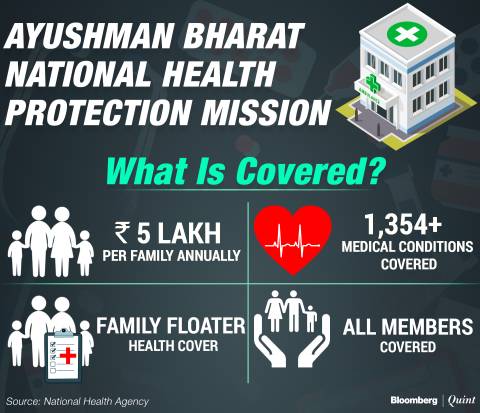 AYUSHMAN BHARAT
NATIONAL HEALTH
PROTECTION MISSION
What Is Covered?
₹ 5 LAKH
PER FAMILY ANNUALLY
1,354+
MEDICAL CONDITIONS
COVERED
FAMILY FLOATER
HEALTH COVER
ALL MEMBERS
COVERED
Source: National Health Agency
Bloomberg | Quint